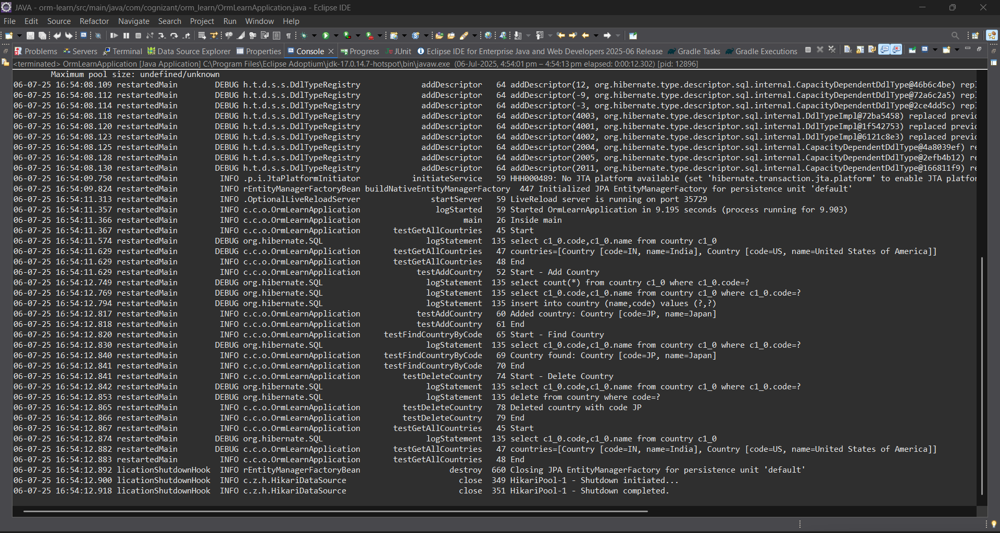 JAVA - orm-learn/src/main/java/com/cognizant/orm_learn/OrmLearnApplication.java - Eclipse IDE
File Edit Source Refactor Navigate Search Project Run Window Help
Problems Servers Terminal Data Source Explorer Properties Console Progress JUnit Eclipse IDE for Enterprise Java and Web Developers 2025-06 Release Gradle Tasks Gradle Executions
<terminated> OrmLearnApplication [Java Application] C:\Program Files\Eclipse Adoptium\jdk-17.0.14.7-hotspot\bin\javaw.exe (06-Jul-2025, 4:54:01 pm – 4:54:13 pm elapsed: 0:00:12.302) [pid: 12896]
Maximum pool size: undefined/unknown
06-07-25 16:54:08.109 restartedMain DEBUG h.t.d.s.s.DdlTypeRegistry addDescriptor 64 addDescriptor(12, org.hibernate.type.descriptor.sql.internal.CapacityDependentDdlType@46b6c4be) repl
06-07-25 16:54:08.112 restartedMain DEBUG h.t.d.s.s.DdlTypeRegistry addDescriptor 64 addDescriptor(-9, org.hibernate.type.descriptor.sql.internal.CapacityDependentDdlType@72a6c2a5) repl
06-07-25 16:54:08.114 restartedMain DEBUG h.t.d.s.s.DdlTypeRegistry addDescriptor 64 addDescriptor(-3, org.hibernate.type.descriptor.sql.internal.CapacityDependentDdlType@2ce4dd5c) repl
06-07-25 16:54:08.118 restartedMain DEBUG h.t.d.s.s.DdlTypeRegistry addDescriptor 64 addDescriptor(4003, org.hibernate.type.descriptor.sql.internal.DdlTypeImpl@72ba5458) replaced previo
06-07-25 16:54:08.120 restartedMain DEBUG h.t.d.s.s.DdlTypeRegistry addDescriptor 64 addDescriptor(4001, org.hibernate.type.descriptor.sql.internal.DdlTypeImpl@1f542753) replaced previo
06-07-25 16:54:08.123 restartedMain DEBUG h.t.d.s.s.DdlTypeRegistry addDescriptor 64 addDescriptor(4002, org.hibernate.type.descriptor.sql.internal.DdlTypeImpl@6121c8e3) replaced previo
06-07-25 16:54:08.125 restartedMain DEBUG h.t.d.s.s.DdlTypeRegistry addDescriptor 64 addDescriptor(2004, org.hibernate.type.descriptor.sql.internal.CapacityDependentDdlType@4a8039ef) re
06-07-25 16:54:08.128 restartedMain DEBUG h.t.d.s.s.DdlTypeRegistry addDescriptor 64 addDescriptor(2005, org.hibernate.type.descriptor.sql.internal.CapacityDependentDdlType@2efb4b12) re
06-07-25 16:54:08.130 restartedMain DEBUG h.t.d.s.s.DdlTypeRegistry addDescriptor 64 addDescriptor(2011, org.hibernate.type.descriptor.sql.internal.CapacityDependentDdlType@166811f9) re
06-07-25 16:54:09.750 restartedMain INFO .p.i.JtaPlatformInitiator initiateService 59 HHH000489: No JTA platform available (set 'hibernate.transaction.jta.platform' to enable JTA platfor
06-07-25 16:54:09.824 restartedMain INFO rEntityManagerFactoryBean buildNativeEntityManagerFactory 447 Initialized JPA EntityManagerFactory for persistence unit 'default'
06-07-25 16:54:11.313 restartedMain INFO .OptionalLiveReloadServer startServer 59 LiveReload server is running on port 35729
06-07-25 16:54:11.357 restartedMain INFO c.c.o.OrmLearnApplication logStarted 59 Started OrmLearnApplication in 9.195 seconds (process running for 9.903)
06-07-25 16:54:11.366 restartedMain INFO c.c.o.OrmLearnApplication main 26 Inside main
06-07-25 16:54:11.367 restartedMain INFO c.c.o.OrmLearnApplication testGetAllCountries 45 Start
06-07-25 16:54:11.574 restartedMain DEBUG org.hibernate.SQL logStatement 135 select c1_0.code,c1_0.name from country c1_0
06-07-25 16:54:11.629 restartedMain DEBUG c.c.o.OrmLearnApplication testGetAllCountries 47 countries=[Country [code=IN, name=India], Country [code=US, name=United States of America]]
06-07-25 16:54:11.629 restartedMain INFO c.c.o.OrmLearnApplication testGetAllCountries 48 End
06-07-25 16:54:11.629 restartedMain INFO c.c.o.OrmLearnApplication testAddCountry 52 Start - Add Country
06-07-25 16:54:12.749 restartedMain DEBUG org.hibernate.SQL logStatement 135 select count(*) from country c1_0 where c1_0.code=?
06-07-25 16:54:12.769 restartedMain DEBUG org.hibernate.SQL logStatement 135 select c1_0.code,c1_0.name from country c1_0 where c1_0.code=?
06-07-25 16:54:12.794 restartedMain DEBUG org.hibernate.SQL logStatement 135 insert into country (name,code) values (?,?)
06-07-25 16:54:12.817 restartedMain INFO c.c.o.OrmLearnApplication testAddCountry 60 Added country: Country [code=JP, name=Japan]
06-07-25 16:54:12.818 restartedMain INFO c.c.o.OrmLearnApplication testAddCountry 61 End
06-07-25 16:54:12.820 restartedMain INFO c.c.o.OrmLearnApplication testFindCountryByCode 65 Start - Find Country
06-07-25 16:54:12.830 restartedMain DEBUG org.hibernate.SQL logStatement 135 select c1_0.code,c1_0.name from country c1_0 where c1_0.code=?
06-07-25 16:54:12.840 restartedMain INFO c.c.o.OrmLearnApplication testFindCountryByCode 69 Country found: Country [code=JP, name=Japan]
06-07-25 16:54:12.841 restartedMain INFO c.c.o.OrmLearnApplication testFindCountryByCode 70 End
06-07-25 16:54:12.841 restartedMain INFO c.c.o.OrmLearnApplication testDeleteCountry 74 Start - Delete Country
06-07-25 16:54:12.842 restartedMain DEBUG org.hibernate.SQL logStatement 135 select c1_0.code,c1_0.name from country c1_0 where c1_0.code=?
06-07-25 16:54:12.853 restartedMain DEBUG org.hibernate.SQL logStatement 135 delete from country where code=?
06-07-25 16:54:12.865 restartedMain INFO c.c.o.OrmLearnApplication testDeleteCountry 78 Deleted country with code JP
06-07-25 16:54:12.866 restartedMain INFO c.c.o.OrmLearnApplication testDeleteCountry 79 End
06-07-25 16:54:12.867 restartedMain INFO c.c.o.OrmLearnApplication testGetAllCountries 45 Start
06-07-25 16:54:12.874 restartedMain DEBUG org.hibernate.SQL logStatement 135 select c1_0.code,c1_0.name from country c1_0
06-07-25 16:54:12.882 restartedMain DEBUG c.c.o.OrmLearnApplication testGetAllCountries 47 countries=[Country [code=IN, name=India], Country [code=US, name=United States of America]]
06-07-25 16:54:12.883 restartedMain INFO c.c.o.OrmLearnApplication testGetAllCountries 48 End
06-07-25 16:54:12.892 licationShutdownHook INFO rEntityManagerFactoryBean destroy 660 Closing JPA EntityManagerFactory for persistence unit 'default'
06-07-25 16:54:12.900 licationShutdownHook INFO c.z.h.HikariDataSource close 349 HikariPool-1 - Shutdown initiated...
06-07-25 16:54:12.918 licationShutdownHook INFO c.z.h.HikariDataSource close 351 HikariPool-1 - Shutdown completed.